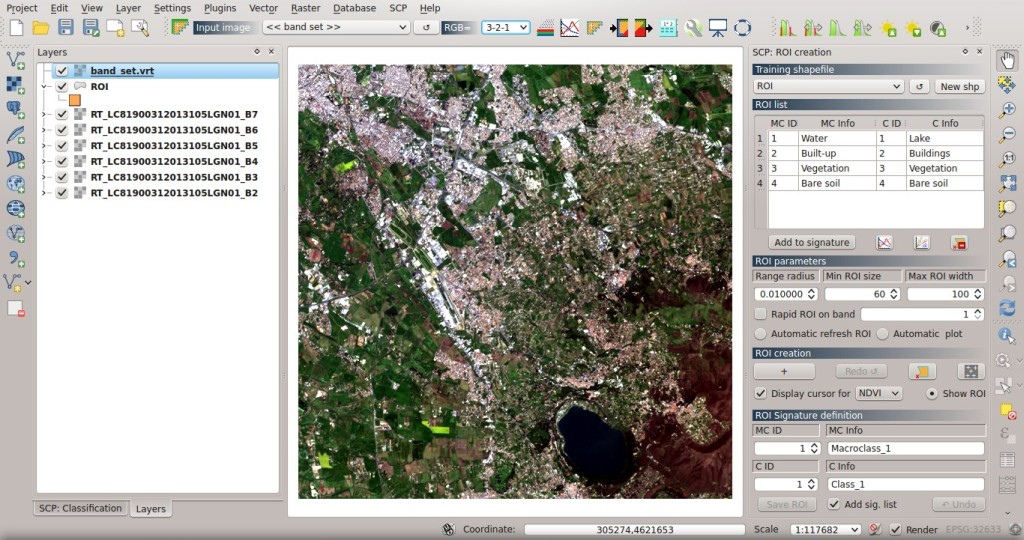 Project Edit View Layer Settings Plugins Vector Raster Database SCP Help
Input image << band set >> RGB= 3-2-1
Layers
band_set.vrt
ROI
RT_LC81900312013105LGN01_B7
RT_LC81900312013105LGN01_B6
RT_LC81900312013105LGN01_B5
RT_LC81900312013105LGN01_B4
RT_LC81900312013105LGN01_B3
RT_LC81900312013105LGN01_B2
SCP: Classification Layers
SCP: ROI creation
Training shapefile
ROI New shp
ROI list
MC ID MC Info C ID C Info
1 1 Water 1 Lake
2 2 Built-up 2 Buildings
3 3 Vegetation 3 Vegetation
4 4 Bare soil 4 Bare soil
Add to signature
ROI parameters
Range radius Min ROI size Max ROI width
0.010000 60 100
Rapid ROI on band 1
Automatic refresh ROI Automatic plot
ROI creation
+ Redo ↺
Display cursor for NDVI Show ROI
ROI Signature definition
MC ID MC Info
1 Macroclass_1
C ID C Info
1 Class_1
Save ROI Add sig. list ↶ Undo
Coordinate: 305274,4621653 Scale 1:117682 Render EPSG:32633